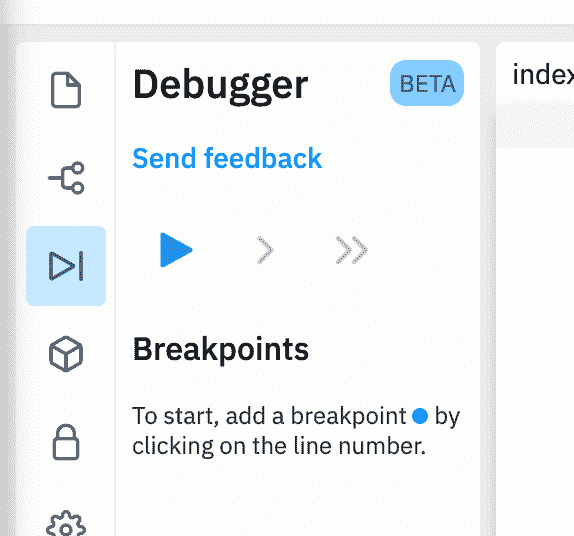 Debugger
BETA
index
Send feedback
Breakpoints
To start, add a breakpoint by
clicking on the line number.